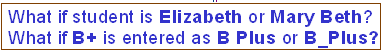 What if student is Elizabeth or Mary Beth?
What if B+ is entered as B Plus or B_Plus?